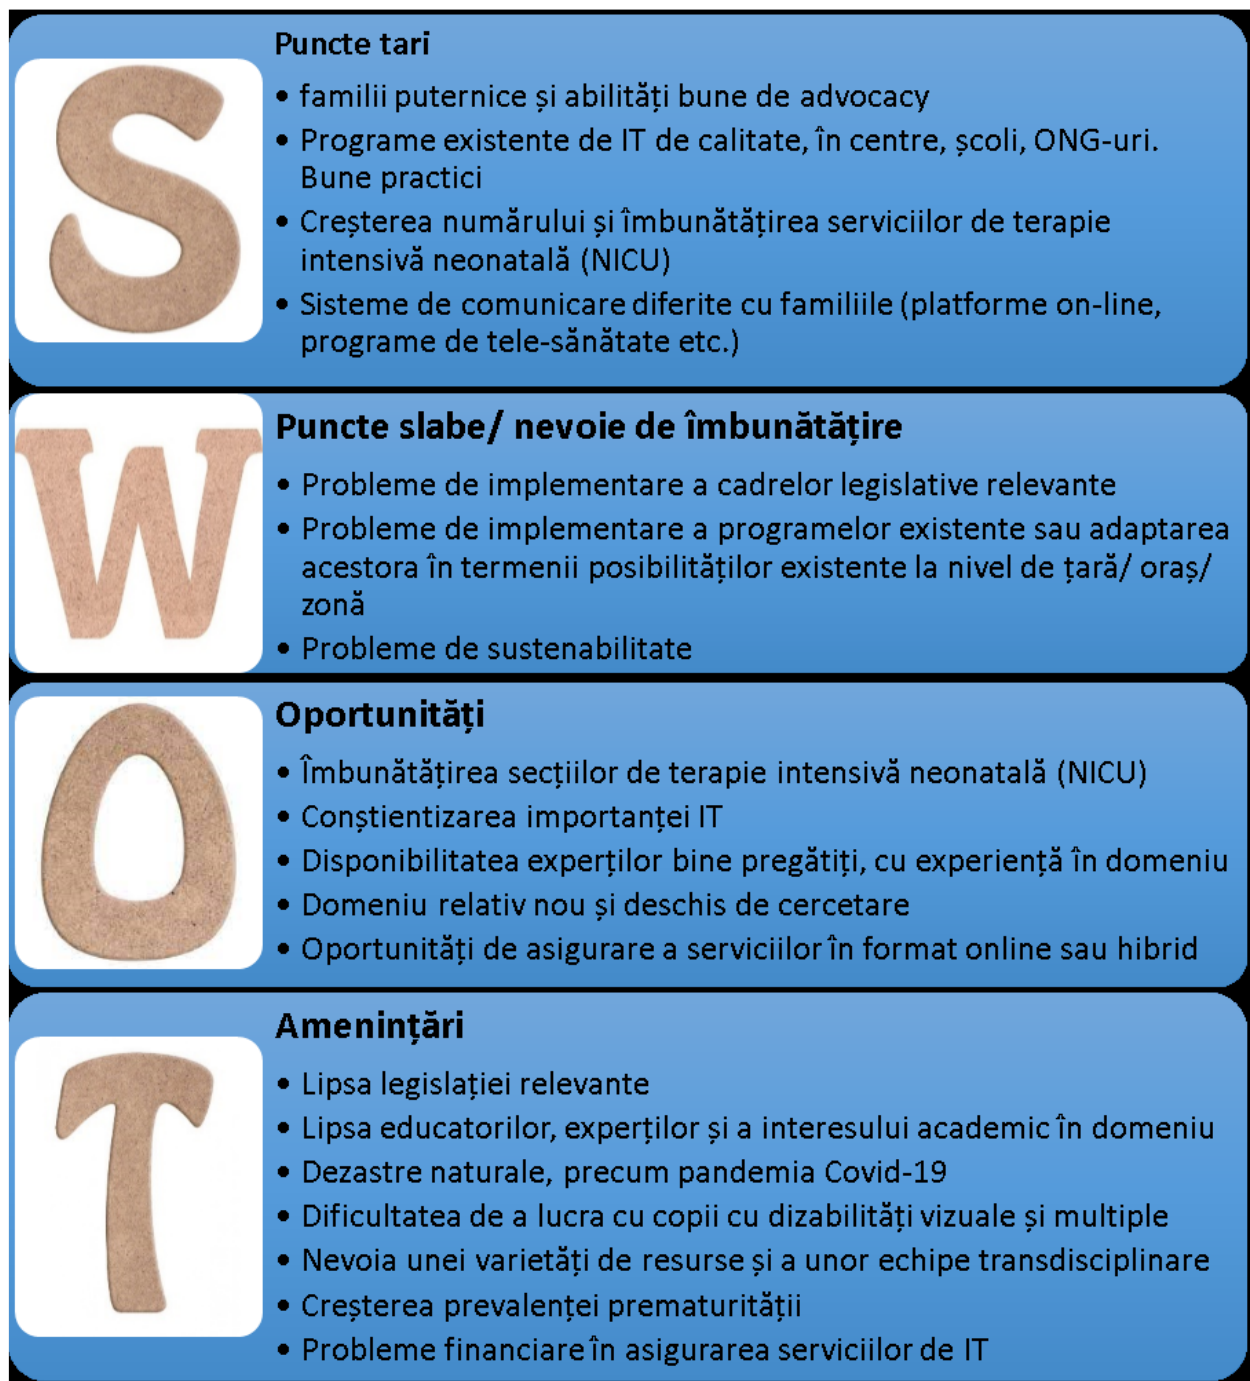 S
Puncte tari
• familii puternice și abilități bune de advocacy
• Programe existente de IT de calitate, în centre, școli, ONG-uri.
Bune practici
• Creșterea numărului și îmbunătățirea serviciilor de terapie
intensivă neonatală (NICU)
• Sisteme de comunicare diferite cu familiile (platforme on-line,
programe de tele-sănătate etc.)
W
Puncte slabe/ nevoie de îmbunătățire
• Probleme de implementare a cadrelor legislative relevante
• Probleme de implementare a programelor existente sau adaptarea
acestora în termenii posibilităților existente la nivel de țară/ oraș/
zonă
• Probleme de sustenabilitate
O
Oportunități
• Îmbunătățirea secțiilor de terapie intensivă neonatală (NICU)
• Conștientizarea importanței IT
• Disponibilitatea experților bine pregătiți, cu experiență în domeniu
• Domeniu relativ nou și deschis de cercetare
• Oportunități de asigurare a serviciilor în format online sau hibrid
T
Amenințări
• Lipsa legislației relevante
• Lipsa educatorilor, experților și a interesului academic în domeniu
• Dezastre naturale, precum pandemia Covid-19
• Dificultatea de a lucra cu copii cu dizabilități vizuale și multiple
• Nevoia unei varietăți de resurse și a unor echipe transdisciplinare
• Creșterea prevalenței prematurității
• Probleme financiare în asigurarea serviciilor de IT